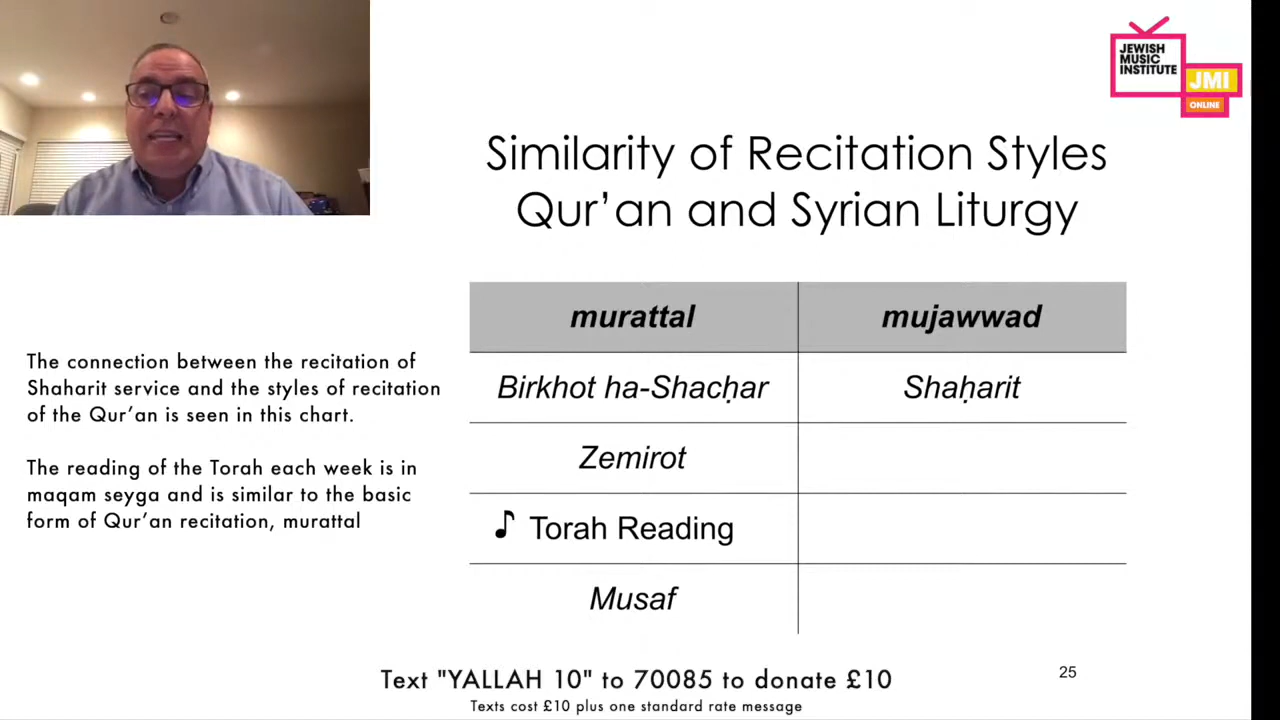 JEWISH
MUSIC
INSTITUTE
JMI
ONLINE
Similarity of Recitation Styles
Qur’an and Syrian Liturgy
murattal mujawwad
Birkhot ha-Shacḥar Shaḥarit
Zemirot
♪ Torah Reading
Musaf
The connection between the recitation of
Shaharit service and the styles of recitation
of the Qur’an is seen in this chart.
The reading of the Torah each week is in
maqam seyga and is similar to the basic
form of Qur’an recitation, murattal
Text "YALLAH 10" to 70085 to donate £10
Texts cost £10 plus one standard rate message
25